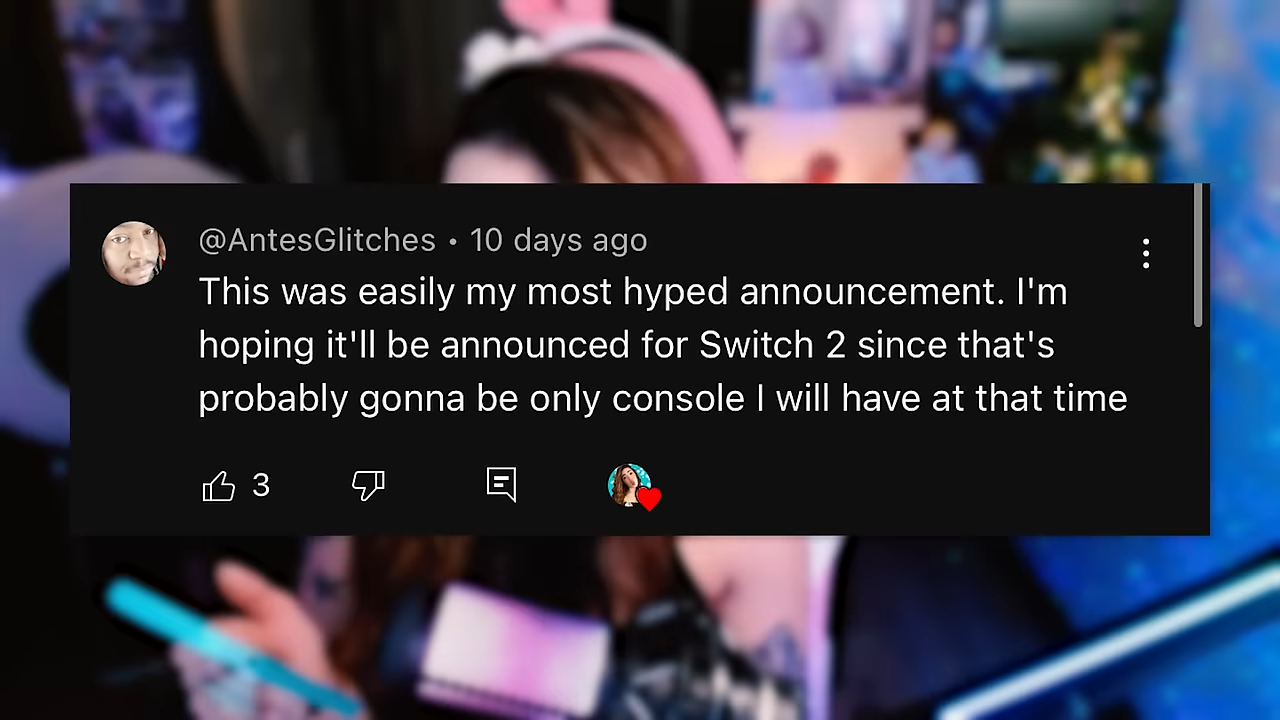 @AntesGlitches • 10 days ago
This was easily my most hyped announcement. I'm
hoping it'll be announced for Switch 2 since that's
probably gonna be only console I will have at that time
3